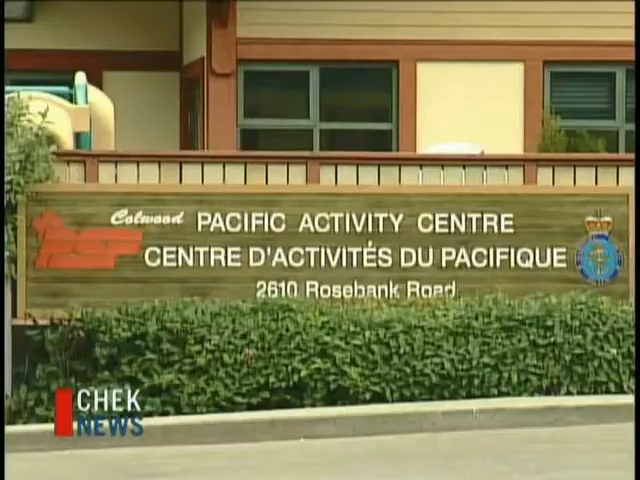 Colwood PACIFIC ACTIVITY CENTRE
CENTRE D'ACTIVITÉS DU PACIFIQUE
2610 Rosebank Road
CHEK
NEWS